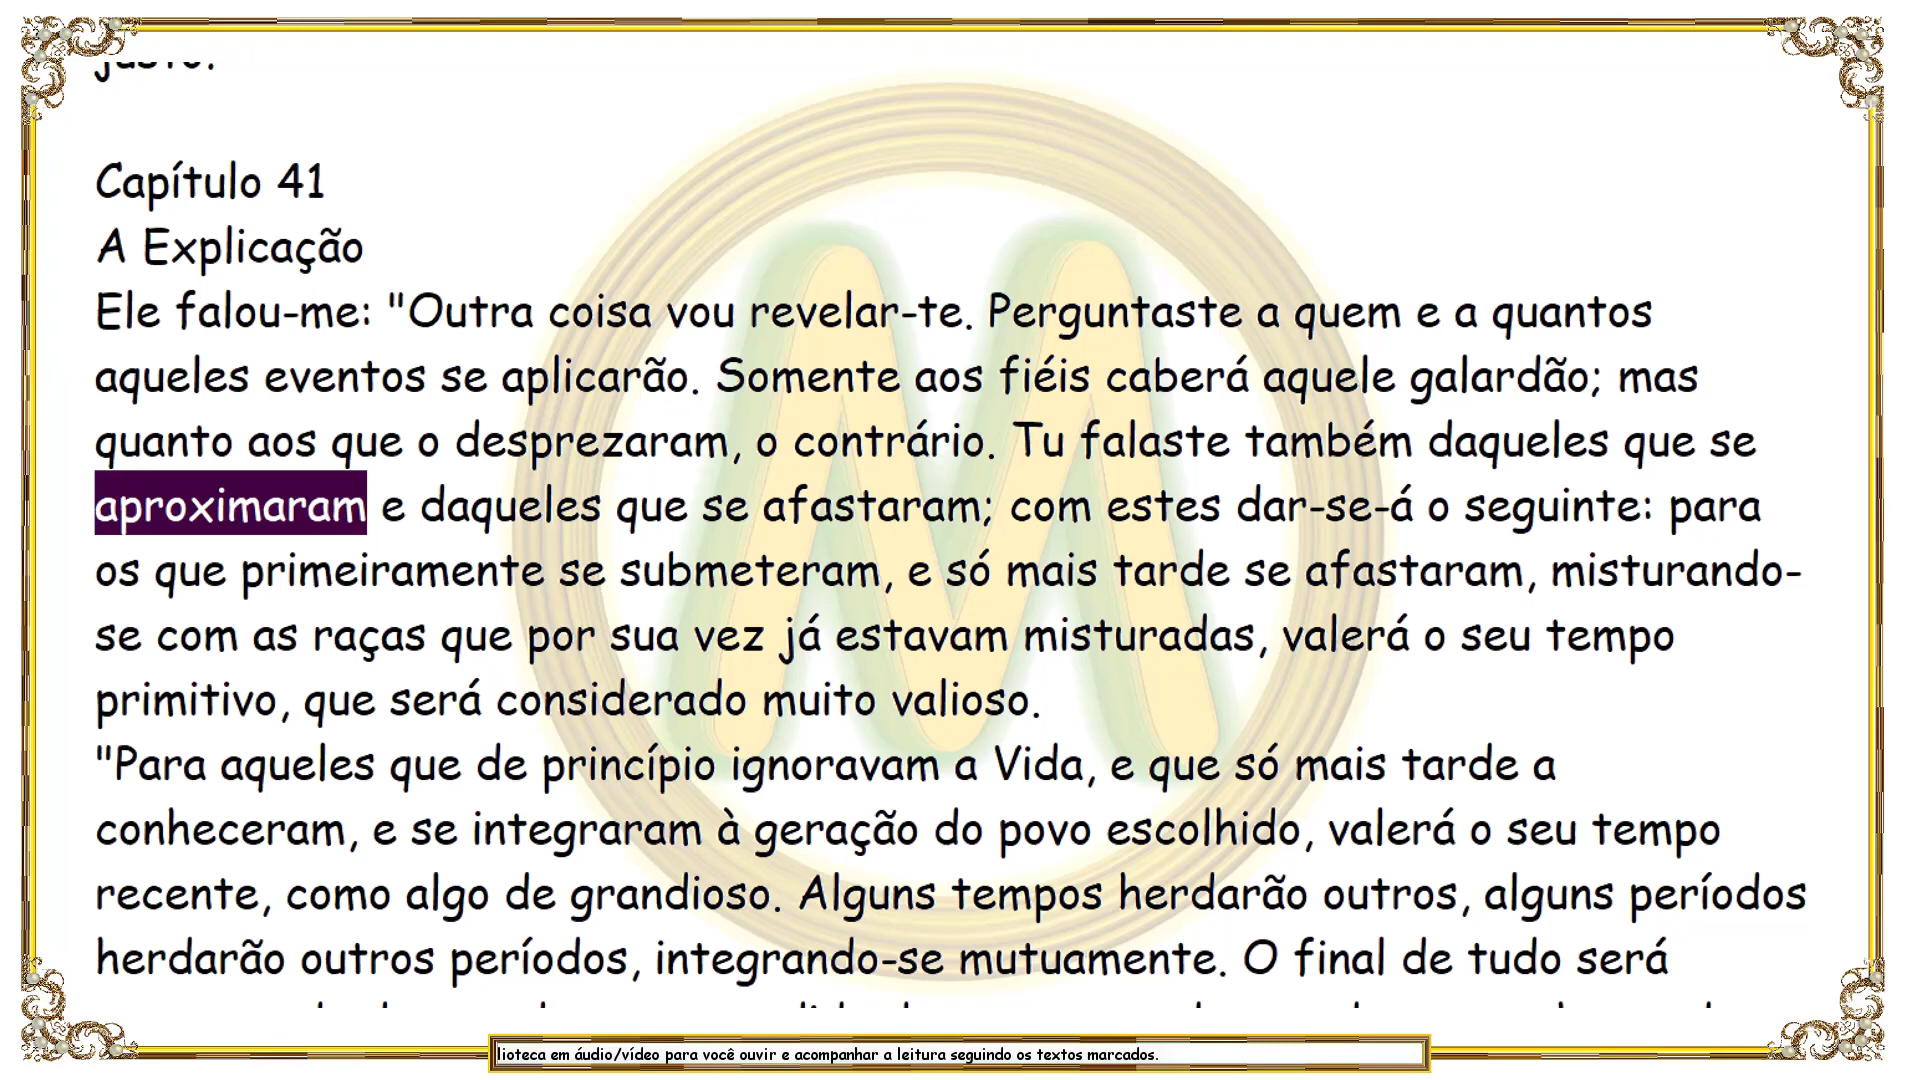 Capítulo 41
A Explicação
Ele falou-me: "Outra coisa vou revelar-te. Perguntaste a quem e a quantos
aqueles eventos se aplicarão. Somente aos fiéis caberá aquele galardão; mas
quanto aos que o desprezaram, o contrário. Tu falaste também daqueles que se
aproximaram e daqueles que se afastaram; com estes dar-se-á o seguinte: para
os que primeiramente se submeteram, e só mais tarde se afastaram, misturando-
se com as raças que por sua vez já estavam misturadas, valerá o seu tempo
primitivo, que será considerado muito valioso.
"Para aqueles que de princípio ignoravam a Vida, e que só mais tarde a
conheceram, e se integraram à geração do povo escolhido, valerá o seu tempo
recente, como algo de grandioso. Alguns tempos herdarão outros, alguns períodos
herdarão outros períodos, integrando-se mutuamente. O final de tudo será
lioteca em áudio/vídeo para você ouvir e acompanhar a leitura seguindo os textos marcados.